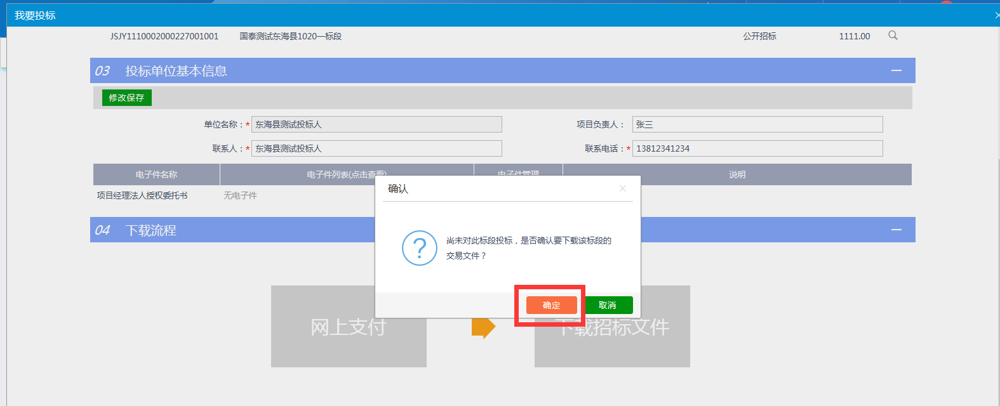 我要投标
JSJY1110002000227001001 国泰测试东海县1020—标段 公开招标 1111.00
03 投标单位基本信息
修改保存
单位名称：* 东海县测试投标人 项目负责人： 张三
联系人：* 东海县测试投标人 联系电话：* 13812341234
电子件名称 电子件列表(点击查看) 电子件管理 说明
项目经理法人授权委托书 无电子件
04 下载流程
确认
尚未对此标段投标，是否确认要下载该标段的
交易文件？
确定 取消
网上支付 下载招标文件